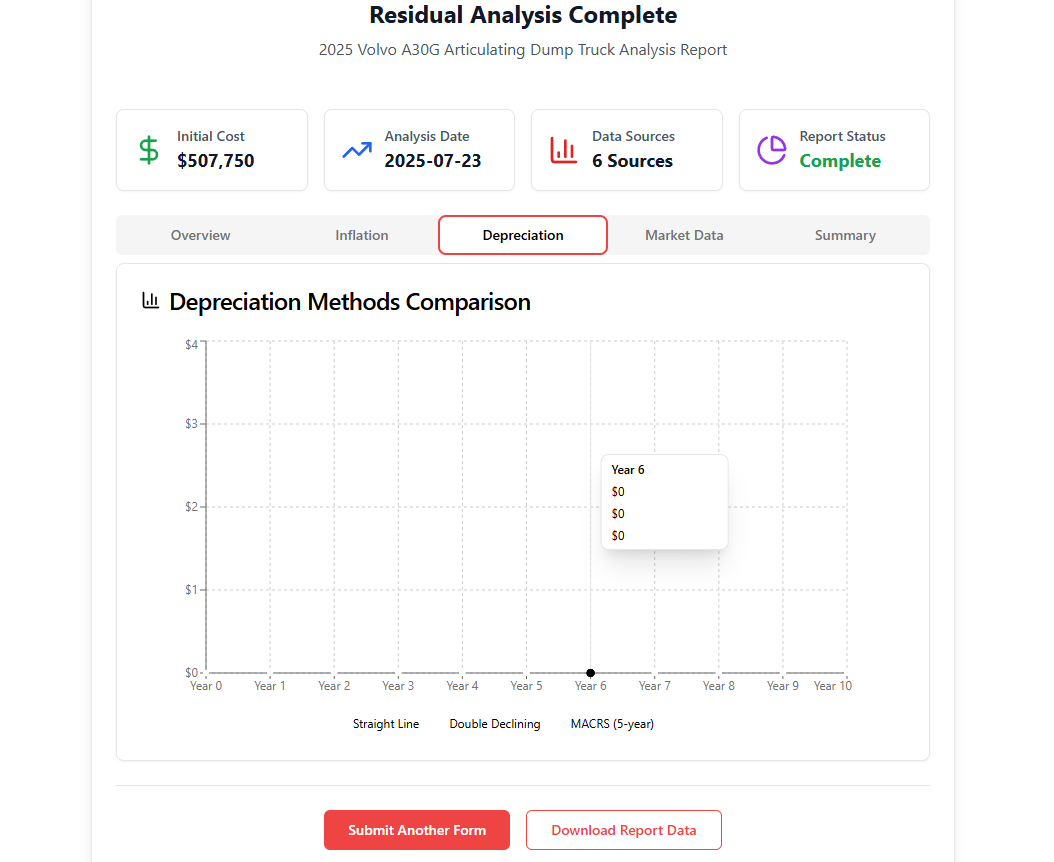 Residual Analysis Complete
2025 Volvo A30G Articulating Dump Truck Analysis Report
Initial Cost
$507,750
Analysis Date
2025-07-23
Data Sources
6 Sources
Report Status
Complete
Overview Inflation Depreciation Market Data Summary
Depreciation Methods Comparison
$4
$3
$2
$1
$0
Year 6
$0
$0
$0
Year 0 Year 1 Year 2 Year 3 Year 4 Year 5 Year 6 Year 7 Year 8 Year 9 Year 10
Straight Line Double Declining MACRS (5-year)
Submit Another Form Download Report Data